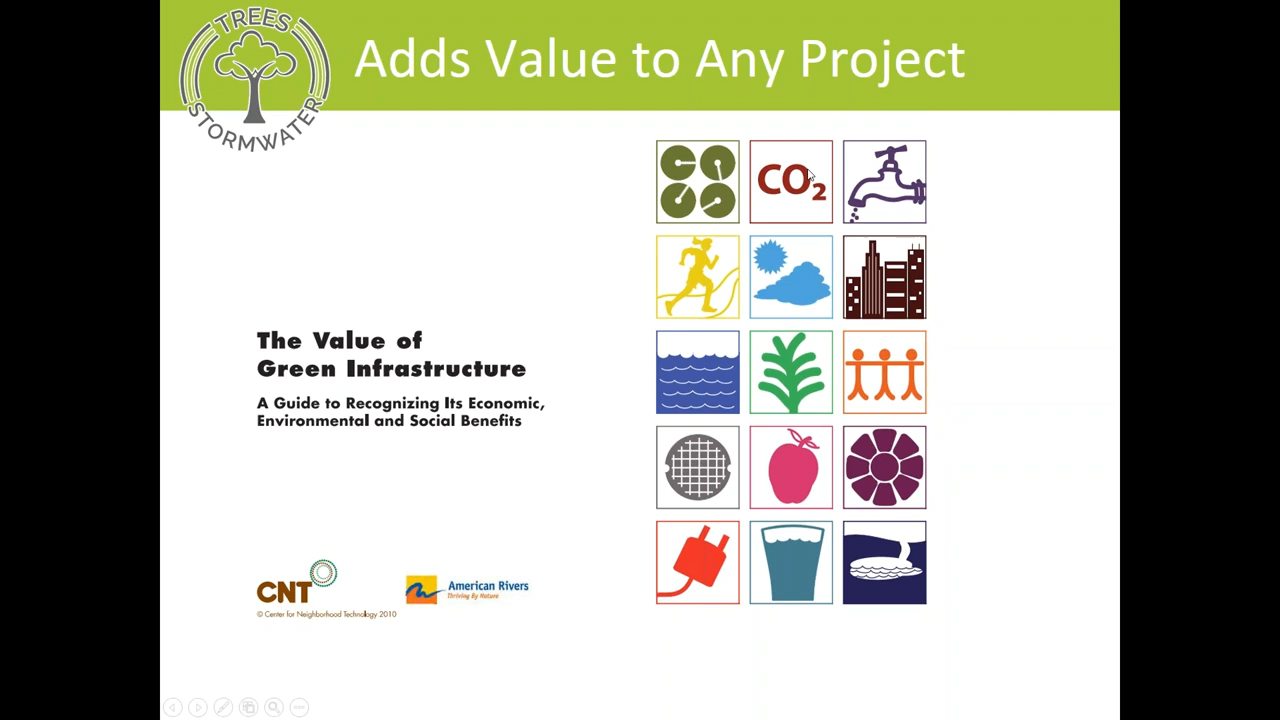 TREES
STORMWATER
Adds Value to Any Project
CO₂
The Value of
Green Infrastructure
A Guide to Recognizing Its Economic,
Environmental and Social Benefits
CNT
© Center for Neighborhood Technology 2010
American Rivers
Thriving By Nature